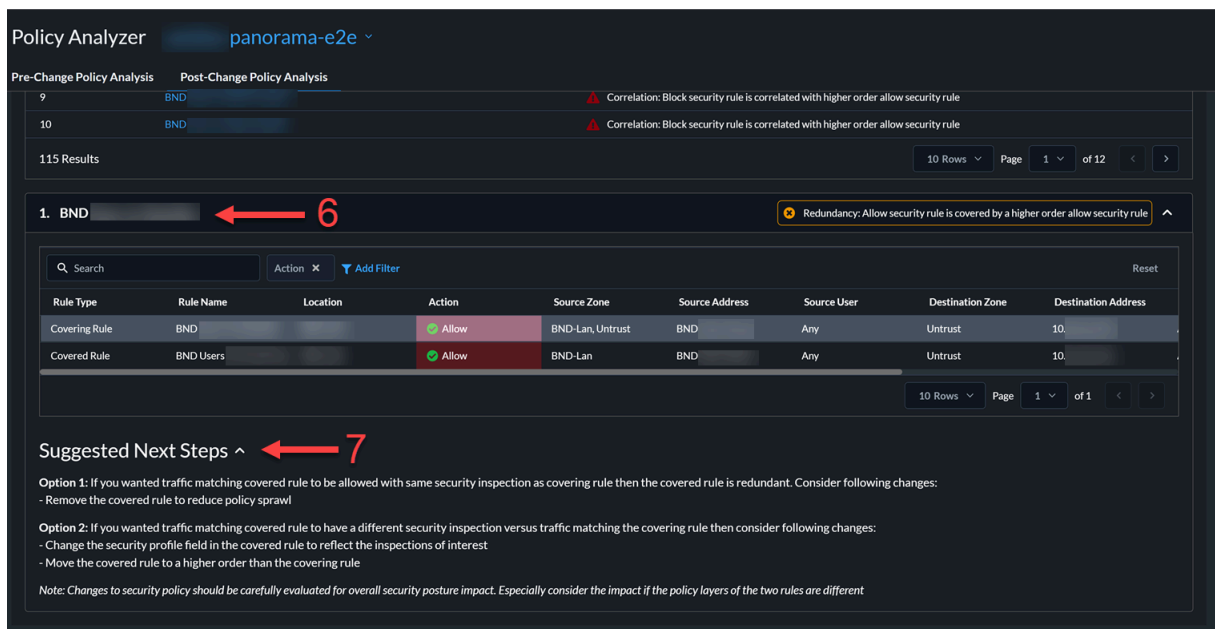 Policy Analyzer panorama-e2e
Pre-Change Policy Analysis Post-Change Policy Analysis
9 BND Correlation: Block security rule is correlated with higher order allow security rule
10 BND Correlation: Block security rule is correlated with higher order allow security rule
115 Results 10 Rows Page 1 of 12
1. BND 6 Redundancy: Allow security rule is covered by a higher order allow security rule
Search Action Add Filter Reset
Rule Type Rule Name Location Action Source Zone Source Address Source User Destination Zone Destination Address
Covering Rule BND Allow BND-Lan, Untrust BND Any Untrust 10.
Covered Rule BND Users Allow BND-Lan BND Any Untrust 10.
10 Rows Page 1 of 1
Suggested Next Steps 7
Option 1: If you wanted traffic matching covered rule to be allowed with same security inspection as covering rule then the covered rule is redundant. Consider following changes:
- Remove the covered rule to reduce policy sprawl
Option 2: If you wanted traffic matching covered rule to have a different security inspection versus traffic matching the covering rule then consider following changes:
- Change the security profile field in the covered rule to reflect the inspections of interest
- Move the covered rule to a higher order than the covering rule
Note: Changes to security policy should be carefully evaluated for overall security posture impact. Especially consider the impact if the policy layers of the two rules are different